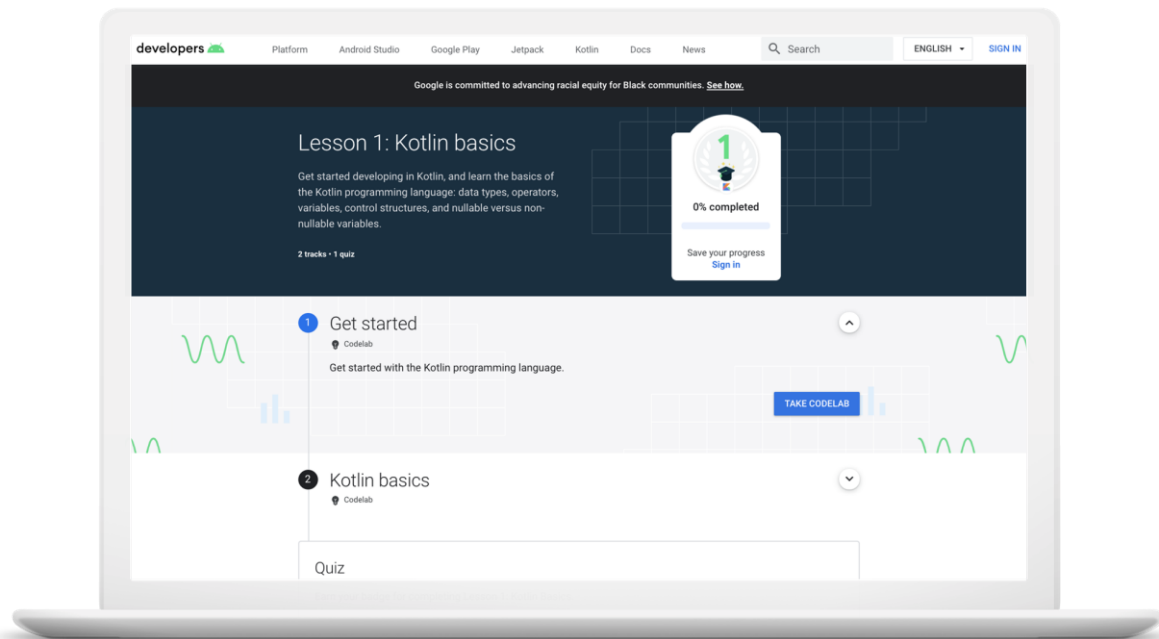 developers
Platform Android Studio Google Play Jetpack Kotlin Docs News Search ENGLISH SIGN IN
Google is committed to advancing racial equity for Black communities. See how.
Lesson 1: Kotlin basics
Get started developing in Kotlin, and learn the basics of
the Kotlin programming language: data types, operators,
variables, control structures, and nullable versus non-
nullable variables.
2 tracks • 1 quiz
1
0% completed
Save your progress
Sign in
1 Get started
Codelab
Get started with the Kotlin programming language.
TAKE CODELAB
2 Kotlin basics
Codelab
Quiz